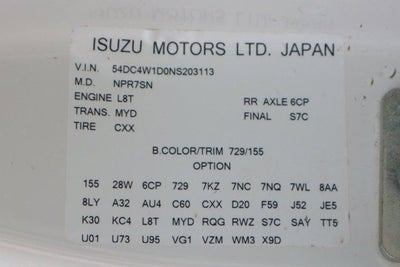 ISUZU MOTORS LTD. JAPAN
V.I.N. 54DC4W1D0NS203113
M.D. NPR7SN
ENGINE L8T RR AXLE 6CP
TRANS. MYD FINAL S7C
TIRE CXX
B.COLOR/TRIM 729/155
OPTION
155 28W 6CP 729 7KZ 7NC 7NQ 7WL 8AA
8LY A32 AU4 C60 CXX D20 F59 J52 JE5
K30 KC4 L8T MYD RQG RWZ S7C SAY TT5
U01 U73 U95 VG1 VZM WM3 X9D